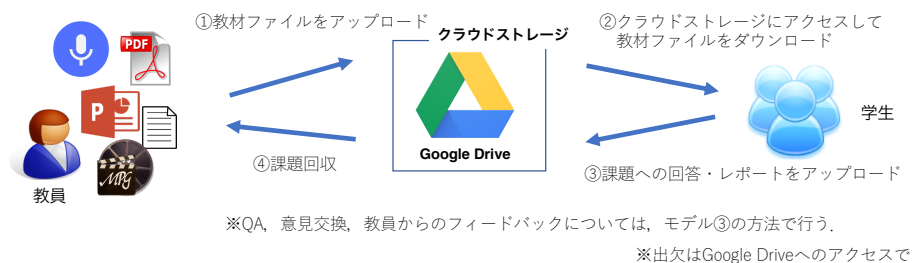 ①教材ファイルをアップロード
クラウドストレージ
②クラウドストレージにアクセスして
教材ファイルをダウンロード
PDF
P
MPG
Google Drive
学生
教員
④課題回収
③課題への回答・レポートをアップロード
※QA，意見交換，教員からのフィードバックについては，モデル③の方法で行う．
※出欠はGoogle Driveへのアクセスで